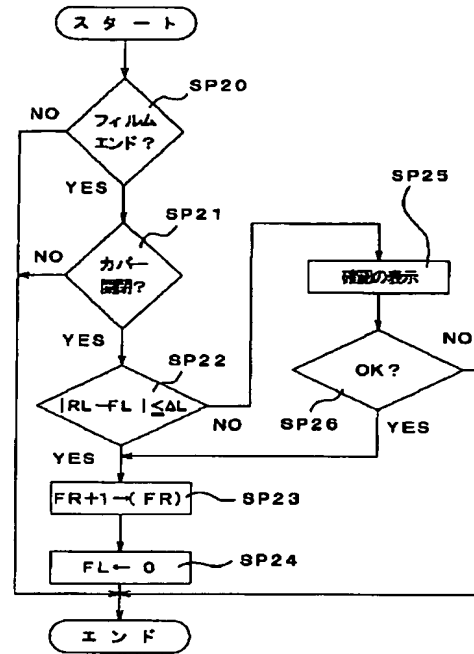 スタート
SP20
NO
フィルム
エンド?
YES
SP21
NO
カバー
開閉?
YES
SP22
|RL-FL|≦ΔL
NO
YES
SP25
確認の表示
OK?
NO
SP26
YES
FR+1→(FR)
SP23
SP24
FL←0
エンド